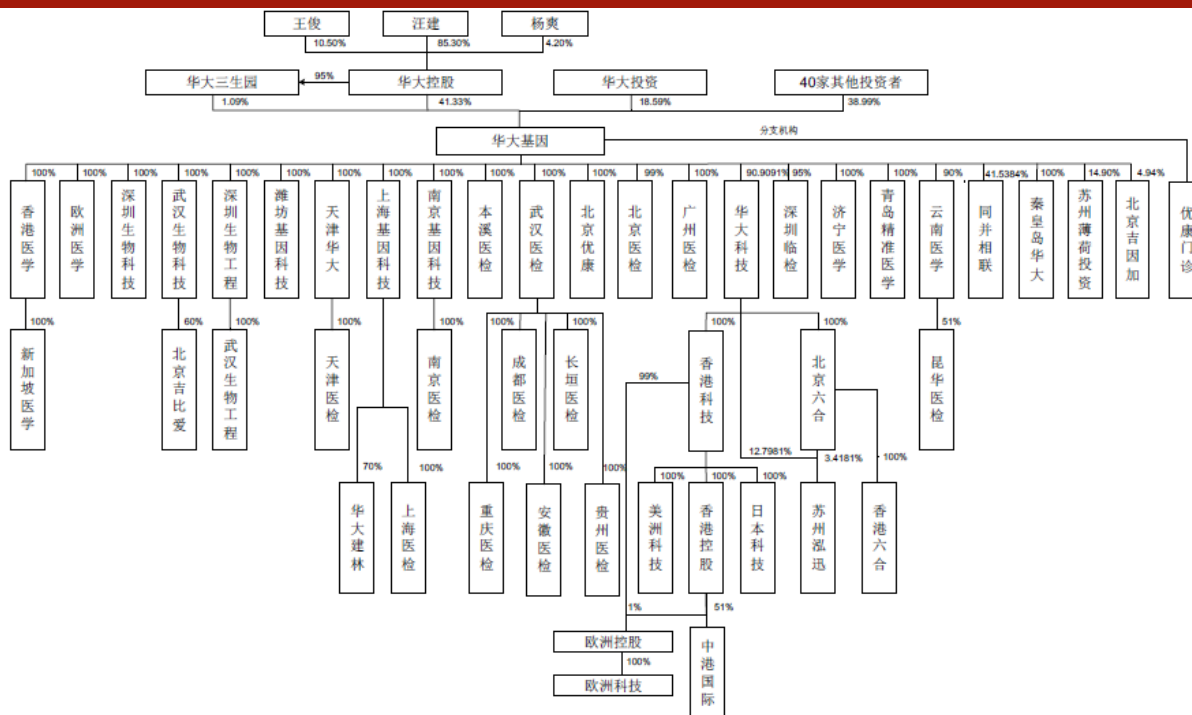 王俊
汪建
杨爽
10.50%
85.30%
4.20%
华大三生园
95%
华大控股
华大投资
40家其他投资者
1.09%
41.33%
18.59%
38.99%
华大基因
分支机构
100%
100%
100%
100%
100%
100%
100%
100%
100%
100%
100%
100%
99%
100%
90.9091%
95%
100%
100%
90%
41.5384%
100%
14.90%
4.94%
香港医学
欧洲医学
深圳生物科技
武汉生物科技
深圳生物工程
潍坊基因科技
天津华大
上海基因科技
南京基因科技
本溪医检
武汉医检
北京优康
北京医检
广州医检
华大科技
深圳临检
济宁医学
青岛精准医学
云南医学
同并相联
秦皇岛华大
苏州薄荷投资
北京吉因加
优康门诊
100%
60%
100%
100%
100%
100%
100%
100%
100%
100%
51%
新加坡医学
北京吉比爱
武汉生物工程
天津医检
南京医检
成都医检
长垣医检
香港科技
北京六合
昆华医检
99%
12.7981%
3.4181%
100%
70%
100%
100%
100%
100%
100%
100%
100%
华大建林
上海医检
重庆医检
安徽医检
贵州医检
美洲科技
香港控股
日本科技
苏州泓迅
香港六合
1%
51%
欧洲控股
中港国际
100%
欧洲科技